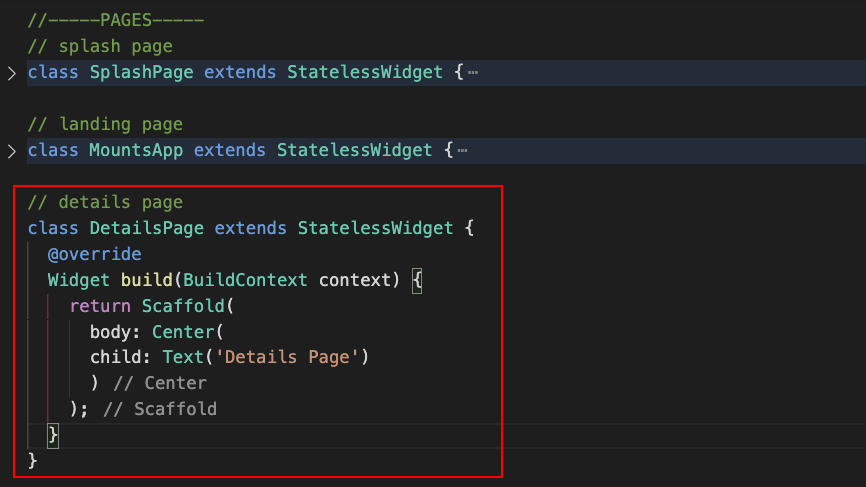 //-----PAGES-----
// splash page
class SplashPage extends StatelessWidget {…
// landing page
class MountsApp extends StatelessWidget {…
// details page
class DetailsPage extends StatelessWidget {
@override
Widget build(BuildContext context) {
return Scaffold(
body: Center(
child: Text('Details Page')
) // Center
); // Scaffold
}
}